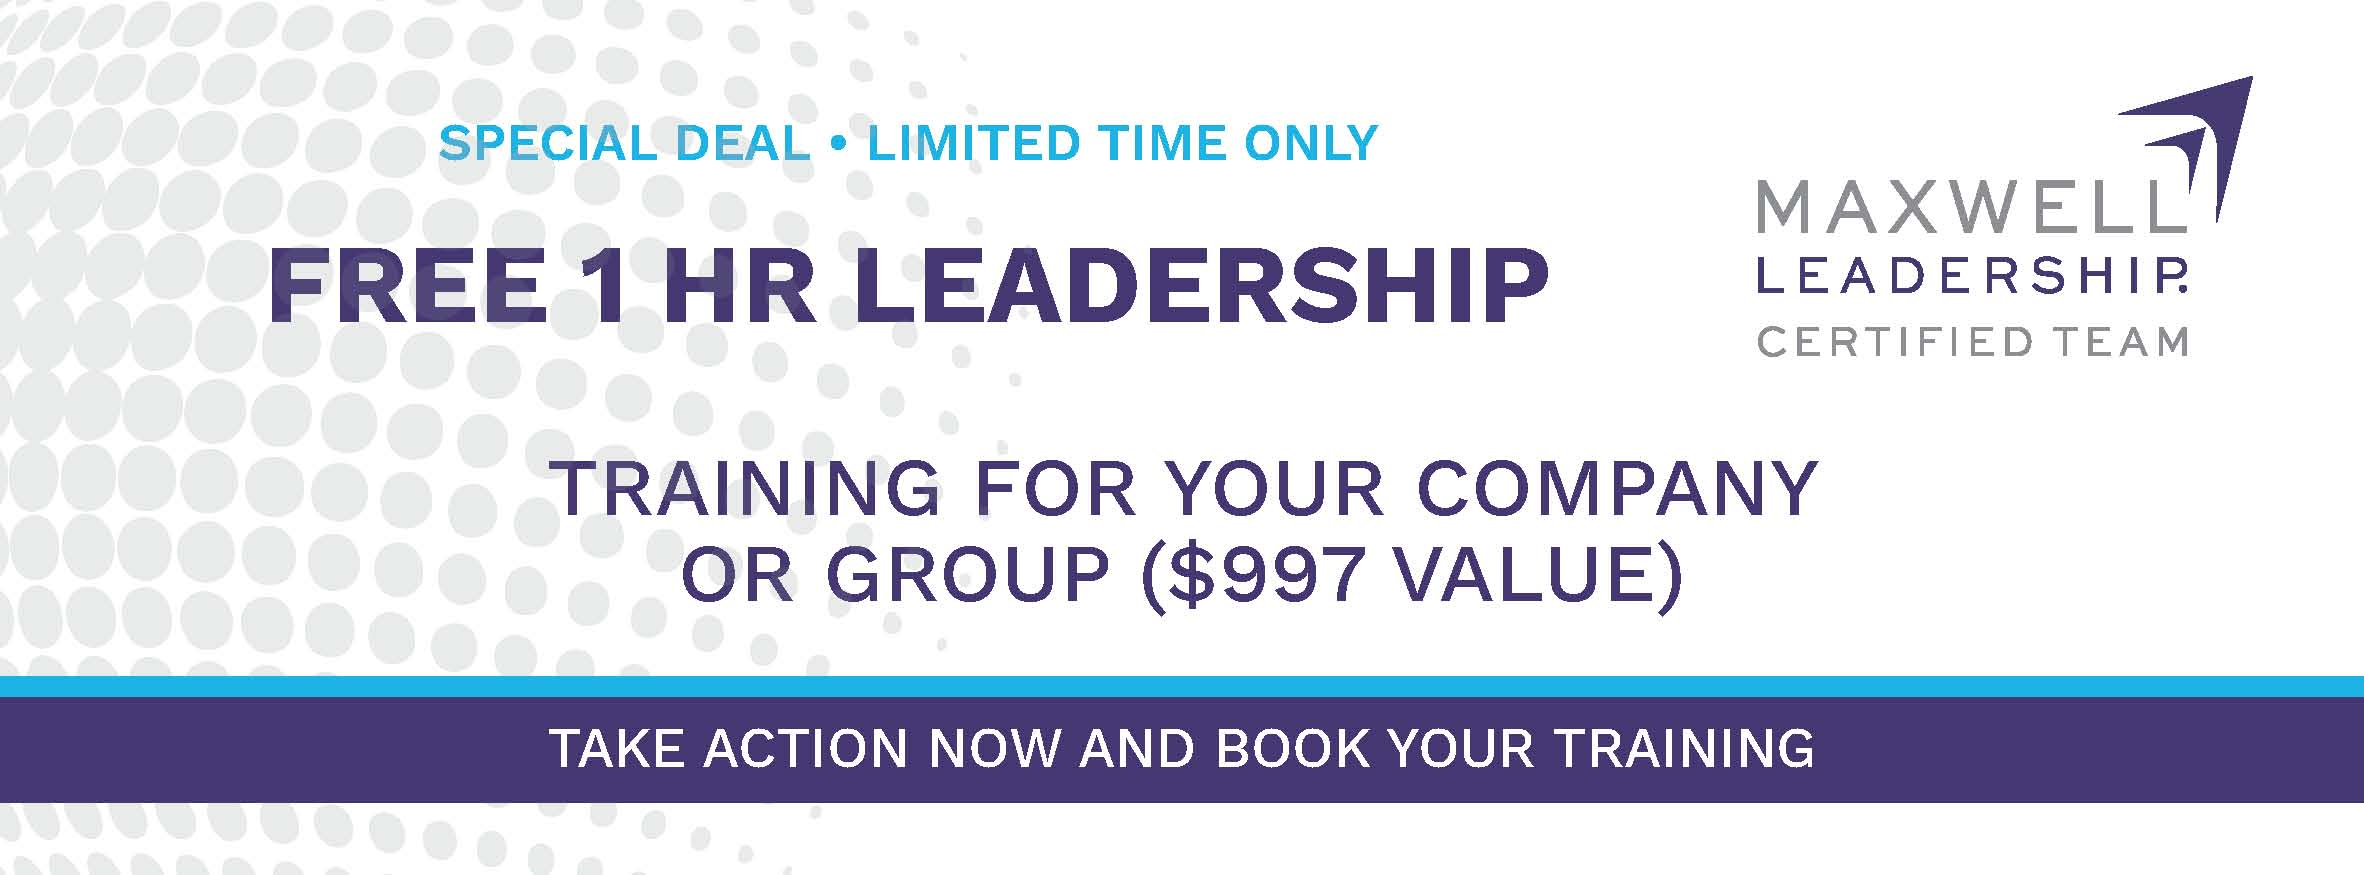 SPECIAL DEAL • LIMITED TIME ONLY
FREE 1 HR LEADERSHIP
MAXWELL
LEADERSHIP.
CERTIFIED TEAM
TRAINING FOR YOUR COMPANY
OR GROUP ($997 VALUE)
TAKE ACTION NOW AND BOOK YOUR TRAINING